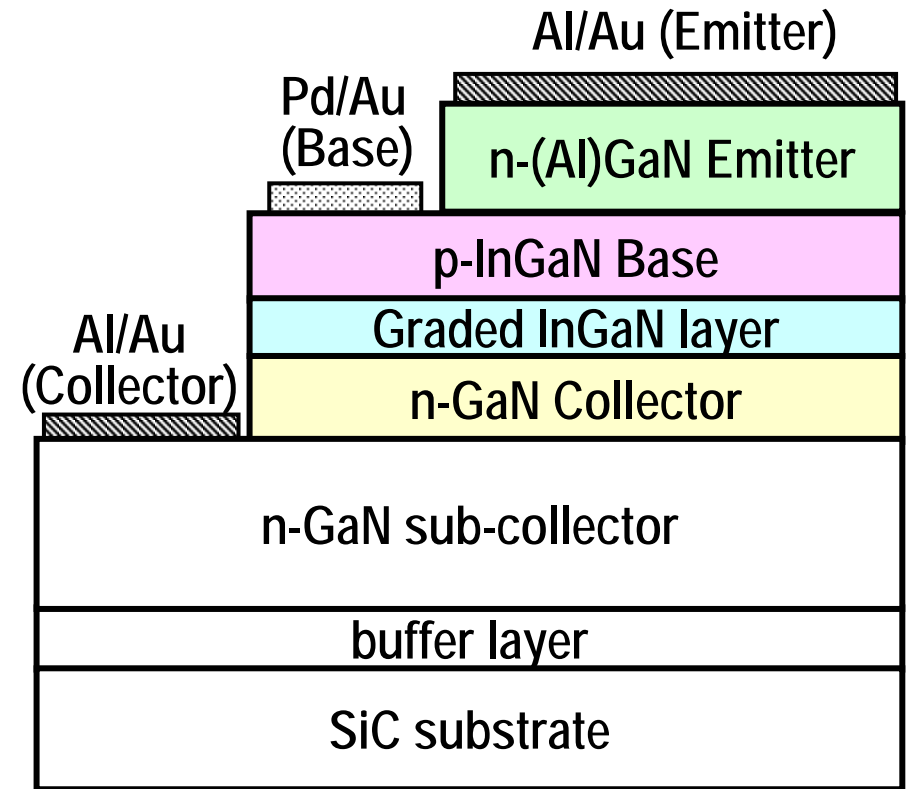 Al/Au (Emitter)
Pd/Au
(Base)
n-(Al)GaN Emitter
p-InGaN Base
Graded InGaN layer
Al/Au
(Collector)
n-GaN Collector
n-GaN sub-collector
buffer layer
SiC substrate